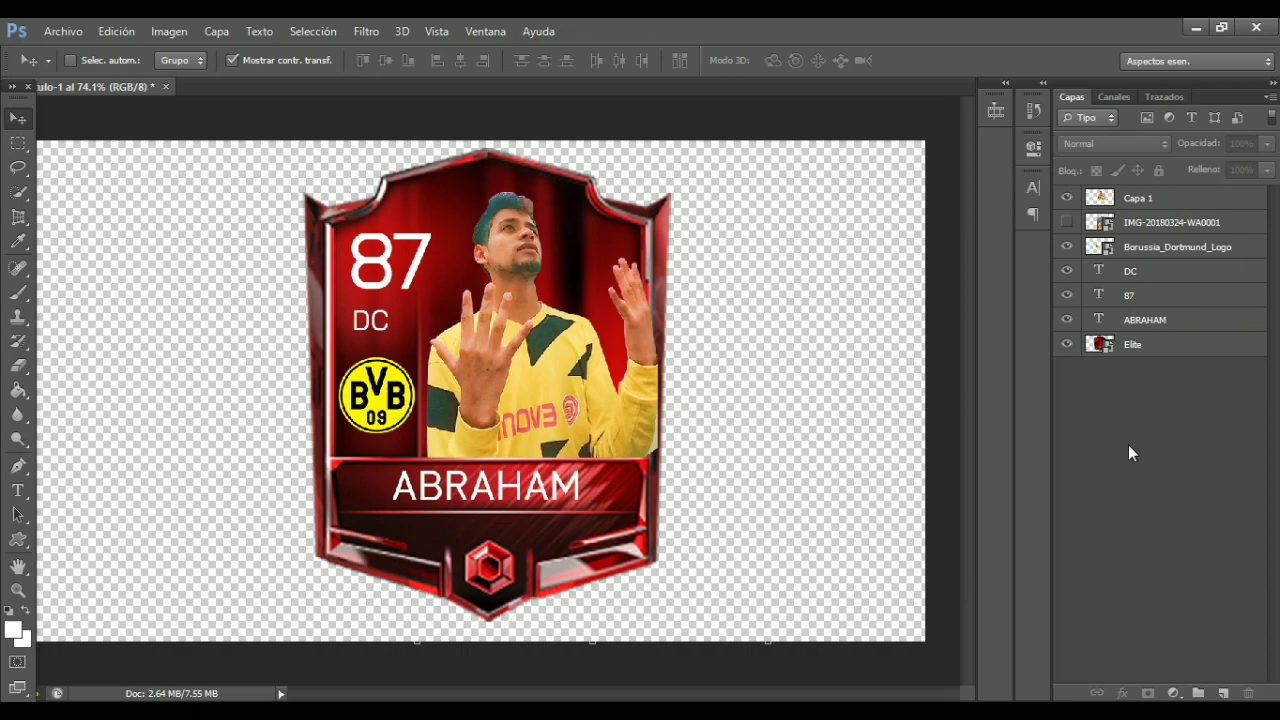 Ps Archivo Edición Imagen Capa Texto Selección Filtro 3D Vista Ventana Ayuda
Selec. autom.: Grupo Mostrar contr. transf. Modo 3D: Aspectos esen.
ulo-1 al 74.1% (RGB/8) *
Capas Canales Trazados
Tipo
Normal Opacidad: 100%
Bloq.: Relleno: 100%
Capa 1
IMG-20180324-WA0001
Borussia_Dortmund_Logo
DC
87
ABRAHAM
Elite
87
DC
BVB
09
ABRAHAM
Doc: 2.64 MB/7.55 MB